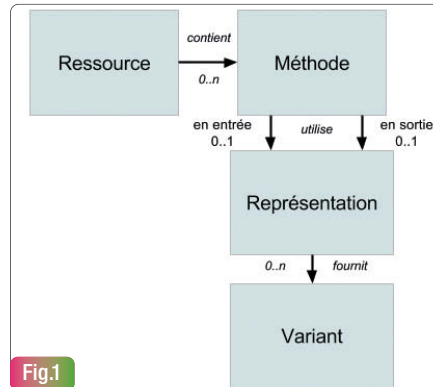 contient
Ressource
Méthode
0..n
en entrée
0..1
utilise
en sortie
0..1
Représentation
0..n
fournit
Variant
Fig.1